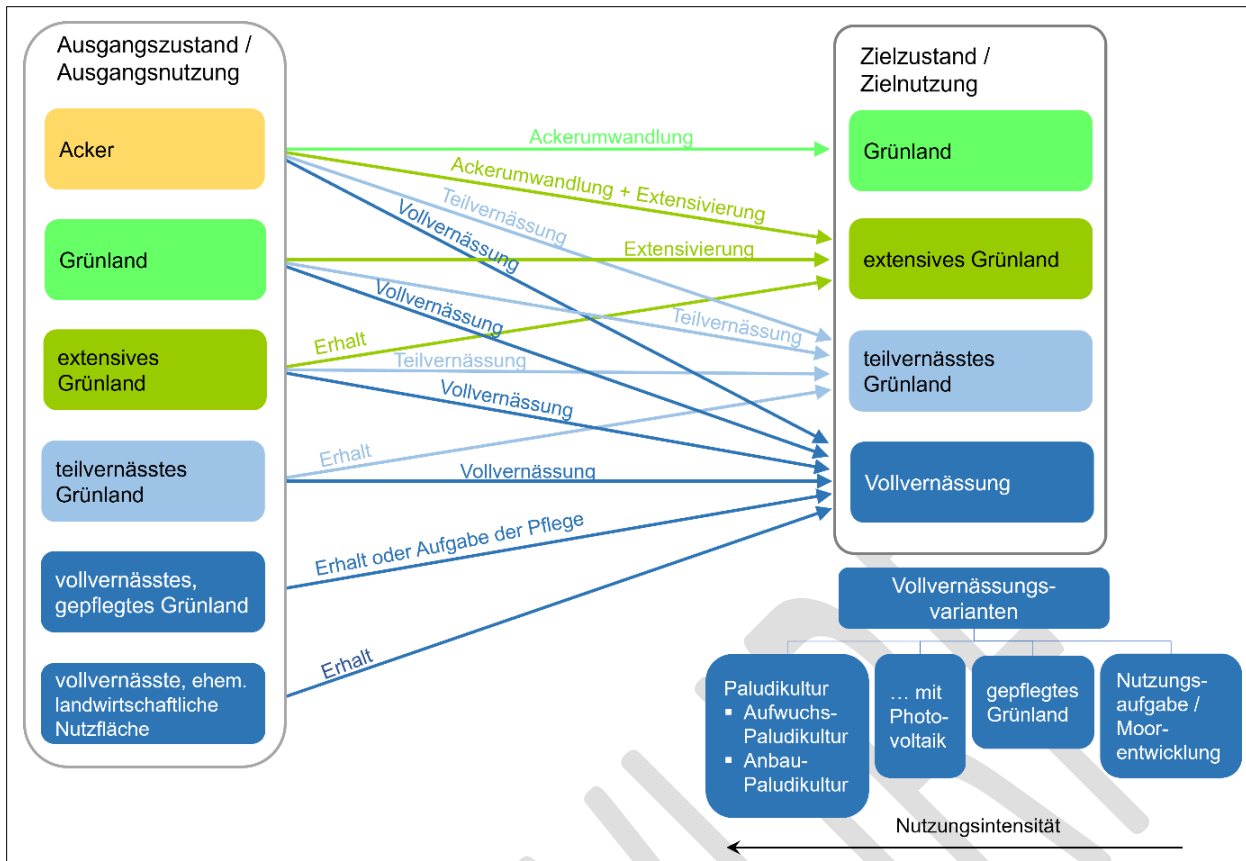 Ausgangszustand /
Ausgangsnutzung
Acker
Grünland
extensives
Grünland
teilvernässtes
Grünland
vollvernässtes,
gepflegtes Grünland
vollvernässte, ehem.
landwirtschaftliche
Nutzfläche
Ackerumwandlung
Ackerumwandlung + Extensivierung
Teilvernässung
Vollvernässung
Extensivierung
Vollvernässung
Teilvernässung
Erhalt
Teilvernässung
Vollvernässung
Erhalt
Vollvernässung
Erhalt oder Aufgabe der Pflege
Erhalt
Zielzustand /
Zielnutzung
Grünland
extensives Grünland
teilvernässtes
Grünland
Vollvernässung
Vollvernässungs-
varianten
Paludikultur
▪ Aufwuchs-
Paludikultur
▪ Anbau-
Paludikultur
... mit
Photo-
voltaik
gepflegtes
Grünland
Nutzungs-
aufgabe /
Moor-
entwicklung
Nutzungsintensität